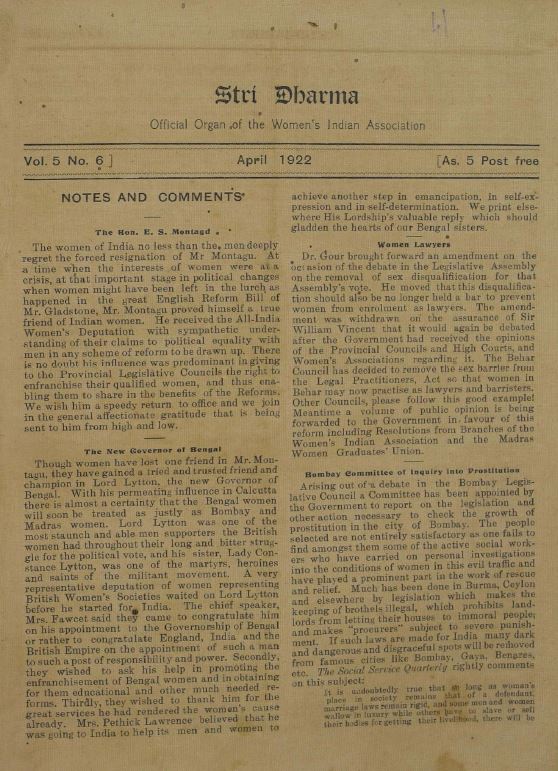 Stri Dharma
Official Organ of the Women's Indian Association
Vol. 5 No. 6 ]
April 1922
[As. 5 Post free
NOTES AND COMMENTS
The Hon. E. S. Montagu
The women of India no less than the men deeply
regret the forced resignation of Mr Montagu. At
a time when the interests of women were at a
crisis, at that important stage in political changes
when women might have been left in the lurch as
happened in the great English Reform Bill of
Mr. Gladstone, Mr. Montagu proved himself a true
friend of Indian women. He received the All-India
Women's Deputation with sympathetic under-
standing of their claims to political equality with
men in any scheme of reform to be drawn up. There
is no doubt his influence was predominant in giving
to the Provincial Legislative Councils the right to
enfranchise their qualified women, and thus ena-
bling them to share in the benefits of the Reforms.
We wish him a speedy return to office and we join
in the general affectionate gratitude that is being
sent to him from high and low.
The New Governor of Bengal
Though women have lost one friend in Mr. Mon-
tagu, they have gained a tried and trusted friend and
champion in Lord Lytton, the new Governor of
Bengal. With his permeating influence in Calcutta
there is almost a certainty that the Bengal women
will soon be treated as justly as Bombay and
Madras women. Lord Lytton was one of the
most staunch and able men supporters the British
women had throughout their long and bitter strug-
gle for the political vote, and his sister, Lady Con-
stance Lytton, was one of the martyrs, heroines
and saints of the militant movement. A very
representative deputation of women representing
British Women's Societies waited on Lord Lytton
before he started for India. The chief speaker,
Mrs. Fawcet said they came to congratulate him
on his appointment to the Governorship of Bengal
or rather to congratulate England, India and the
British Empire on the appointment of such a man
to such a post of responsibility and power. Secondly,
they wished to ask his help in promoting the
enfranchisement of Bengal women and in obtaining
for them educational and other much needed re-
forms. Thirdly, they wished to thank him for the
great services he had rendered the women's cause
already. Mrs. Pethick Lawrence believed that he
was going to India to help its men and women to
achieve another step in emancipation, in self-ex-
pression and in self-determination. We print else-
where His Lordship's valuable reply which should
gladden the hearts of our Bengal sisters.
Women Lawyers
Dr. Gour brought forward an amendment on the
occasion of the debate in the Legislative Assembly
on the removal of sex disqualification for that
Assembly's vote. He moved that this disqualifica-
tion should also be no longer held a bar to prevent
women from enrolment as lawyers. The amend-
ment was withdrawn on the assurance of Sir
William Vincent that it would again be debated
after the Government had received the opinions
of the Provincial Councils and High Courts, and
Women's Associations regarding it. The Behar
Council has decided to remove the sex barrier from
the Legal Practitioners, Act so that women in
Behar may now practise as lawyers and barristers.
Other Councils, please follow this good example!
Meantime a volume of public opinion is being
forwarded to the Government in favour of this
reform including Resolutions from Branches of the
Women's Indian Association and the Madras
Women Graduates' Union.
Bombay Committee of Inquiry into Prostitution
Arising out of a debate in the Bombay Legis-
lative Council a Committee has been appointed by
the Government to report on the legislation and
other action necessary to check the growth of
prostitution in the city of Bombay. The people
selected are not entirely satisfactory as one fails to
find amongst them some of the active social work-
ers who have carried on personal investigations
into the conditions of women in this evil traffic and
have played a prominent part in the work of rescue
and relief. Much has been done in Burma, Ceylon
and elsewhere by legislation which makes the
keeping of brothels illegal, which prohibits land-
lords from letting their houses to immoral people,
and makes "procurers" subject to severe punish-
ment. If such laws are made for India many dark
and dangerous and disgraceful spots will be removed
from famous cities like Bombay, Gaya, Benares,
etc. The Social Service Quarterly rightly comments
on this subject:
It is undoubtedly true that so long as woman's
place in society remains that of a defendant,
marriage laws remain rigid, and some men and women
wallow in luxury while others have to slave or sell
their bodies for getting their livelihood, there will be